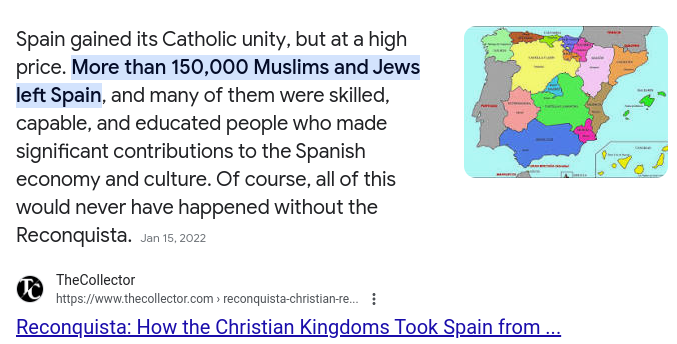 Spain gained its Catholic unity, but at a high
price. More than 150,000 Muslims and Jews
left Spain, and many of them were skilled,
capable, and educated people who made
significant contributions to the Spanish
economy and culture. Of course, all of this
would never have happened without the
Reconquista. Jan 15, 2022
TheCollector
https://www.thecollector.com › reconquista-christian-re...
Reconquista: How the Christian Kingdoms Took Spain from ...